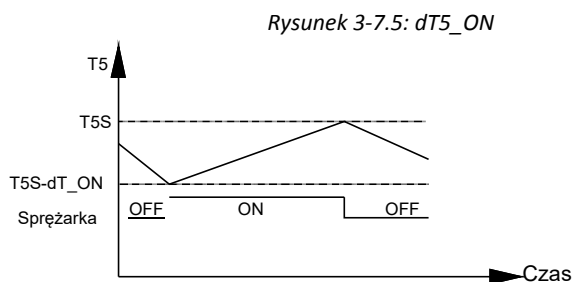 Rysunek 3-7.5: dT5_ON
T5
T5S
T5S-dT_ON
Sprężarka OFF ON OFF
Czas